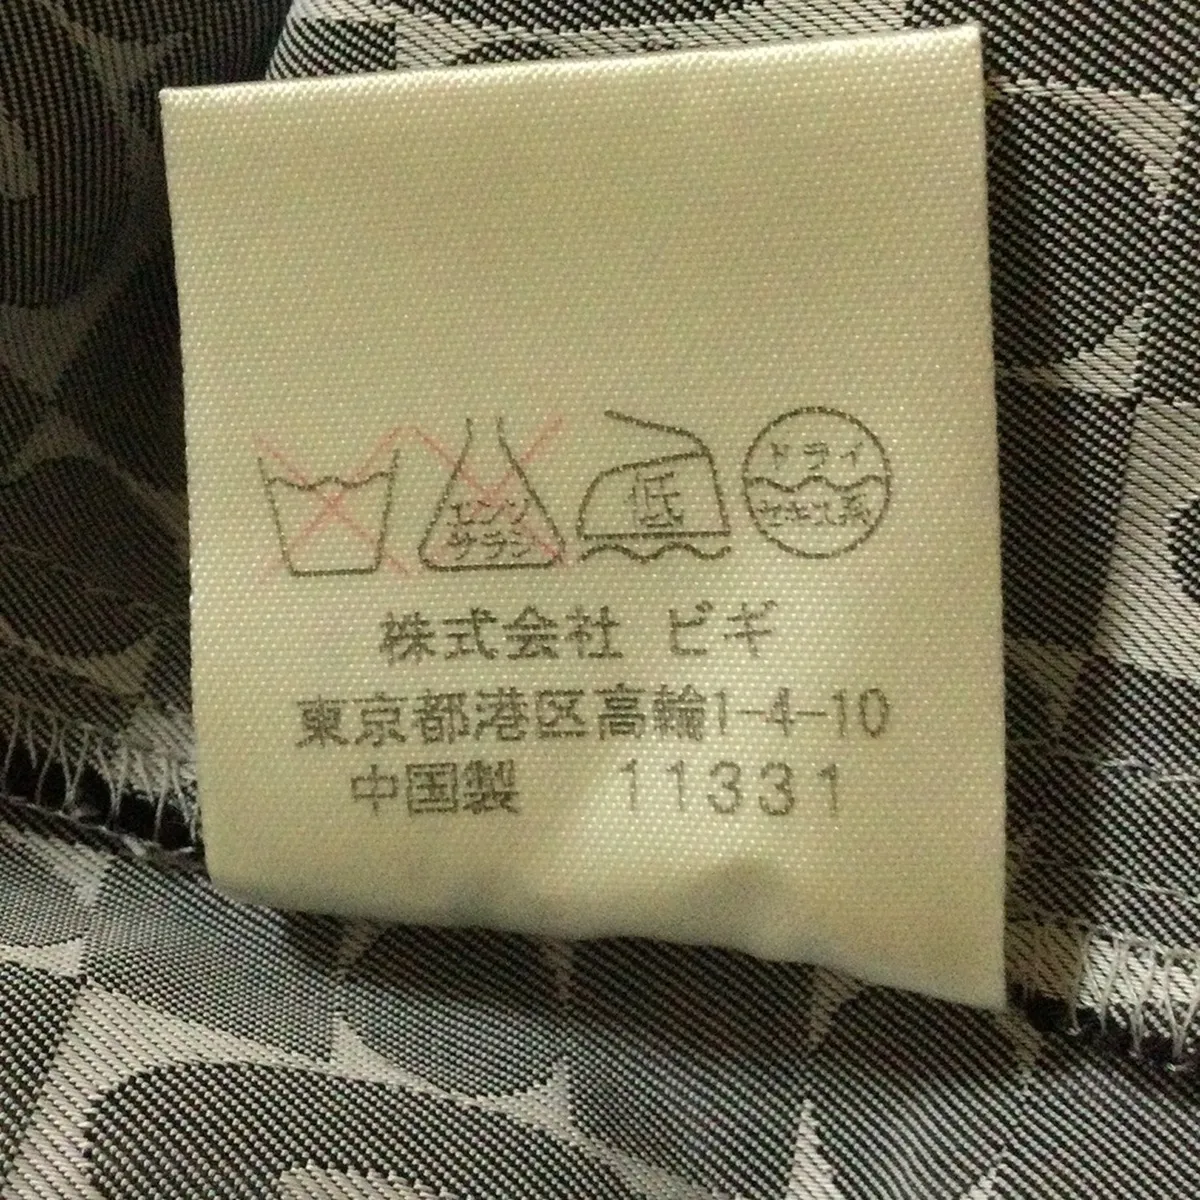 エンソ
サラシ
低
ドライ
セキユ系
株式会社 ビギ
東京都港区高輪1-4-10
中国製 11331